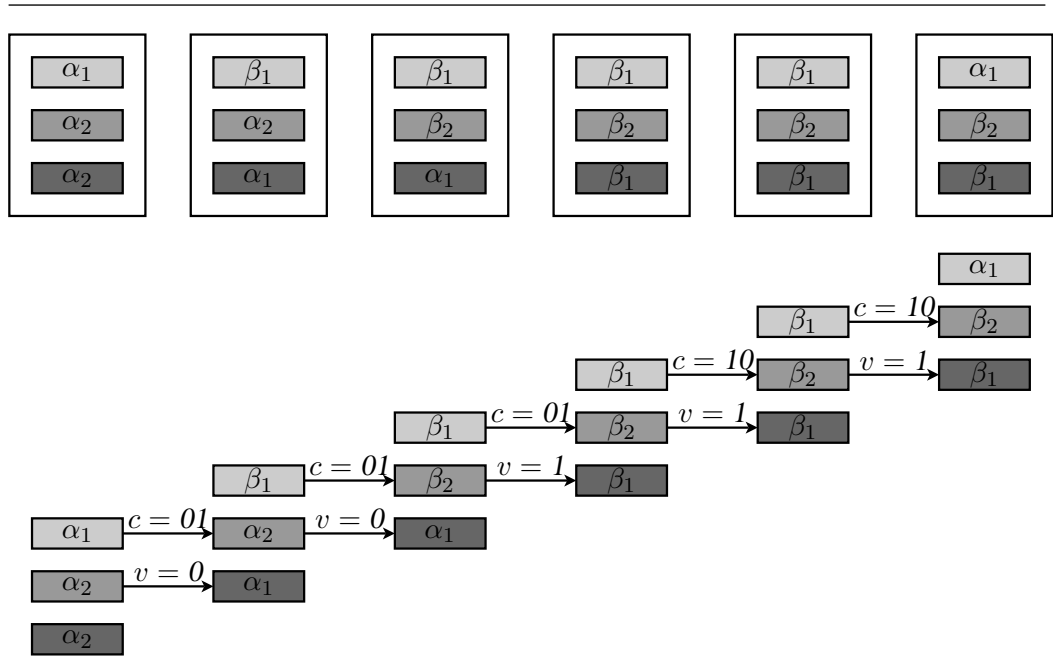 α₁ β₁ β₁ β₁ β₁ α₁
α₂ α₂ β₂ β₂ β₂ β₂
α₂ α₁ α₁ β₁ β₁ β₁
α₁
β₁ c = 10 β₂
β₁ c = 10 β₂ v = 1 β₁
β₁ c = 01 β₂ v = 1 β₁
β₁ c = 01 β₂ v = 1 β₁
α₁ c = 01 α₂ v = 0 α₁
α₂ v = 0 α₁
α₂